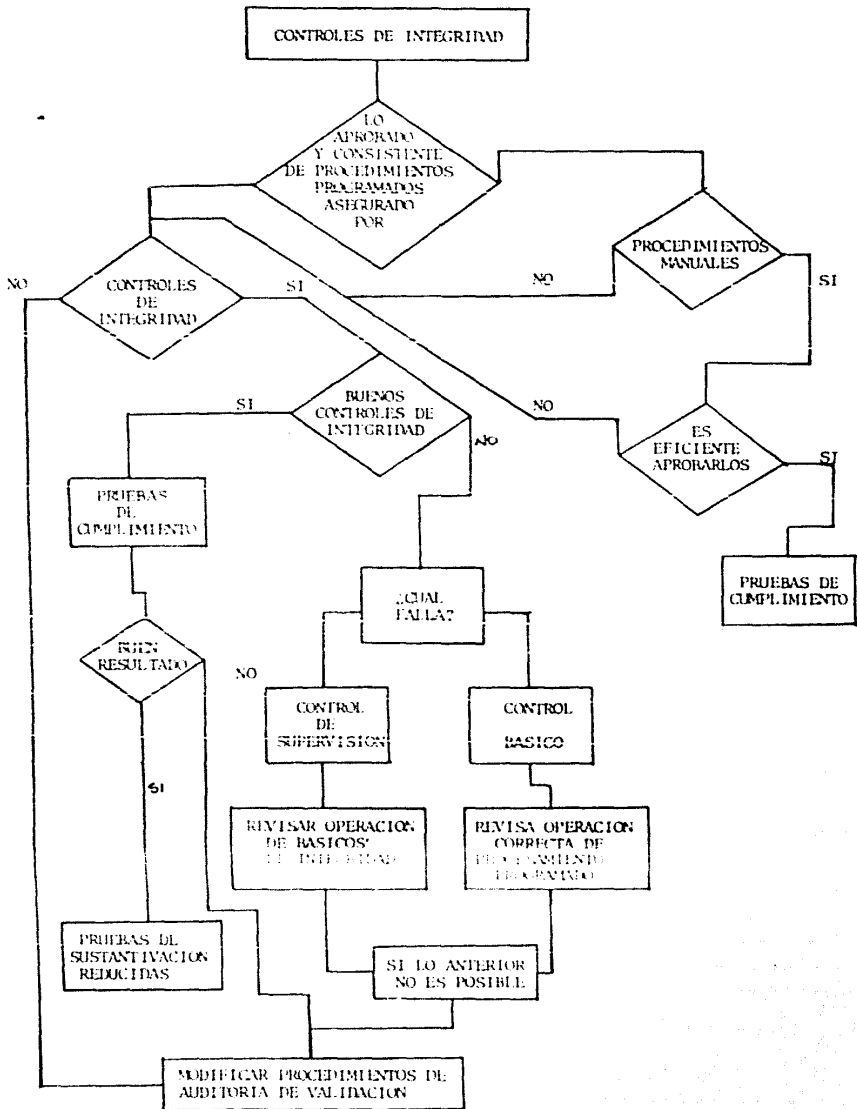 CONTROLES DE INTEGRIDAD
LO
APROBADO
Y CONSISTENTE
DE PROCEDIMIENTOS
PROGRAMADOS
ASEGURADO
POR
PROCEDIMIENTOS
MANUALES
NO
SI
NO
CONTROLES
DE
INTEGRIDAD
SI
BUENOS
CONTROLES DE
INTEGRIDAD
SI
NO
NO
ES
EFICIENTE
APROBARLOS
SI
PRUEBAS
DE
CUMPLIMIENTO
PRUEBAS DE
CUMPLIMIENTO
¿CUAL
FALLA?
BUEN
RESULTADO
NO
SI
CONTROL
DE
SUPERVISION
CONTROL
BASICO
REVISAR OPERACION
DE BASICOS
DE INTEGRIDAD
REVISA OPERACION
CORRECTA DE
PROGRAMADO
PRUEBAS DE
SUSTANTIVACION
REDUCIDAS
SI LO ANTERIOR
NO ES POSIBLE
MODIFICAR PROCEDIMIENTOS DE
AUDITORIA DE VALIDACION